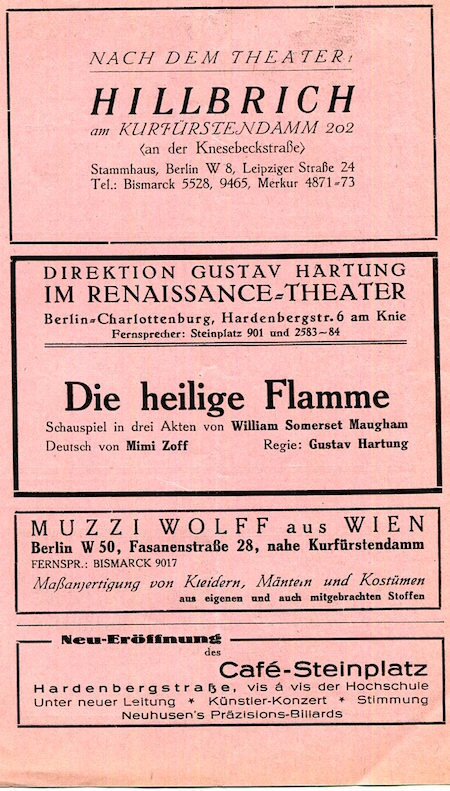 NACH DEM THEATER:
HILLBRICH
am KURFÜRSTENDAMM 202
(an der Knesebeckstraße)
Stammhaus, Berlin W 8, Leipziger Straße 24
Tel.: Bismarck 5528, 9465, Merkur 4871-73
DIREKTION GUSTAV HARTUNG
IM RENAISSANCE-THEATER
Berlin-Charlottenburg, Hardenbergstr. 6 am Knie
Fernsprecher: Steinplatz 901 und 2583-84
Die heilige Flamme
Schauspiel in drei Akten von William Somerset Maugham
Deutsch von Mimi Zoff Regie: Gustav Hartung
MUZZI WOLFF aus WIEN
Berlin W 50, Fasanenstraße 28, nahe Kurfürstendamm
FERNSPR.: BISMARCK 9017
Maßanfertigung von Kleidern, Mänteln und Kostümen
aus eigenen und auch mitgebrachten Stoffen
Neu-Eröffnung
des
Café-Steinplatz
Hardenbergstraße, vis á vis der Hochschule
Unter neuer Leitung * Künstler-Konzert * Stimmung
Neuhusen's Präzisions-Billards